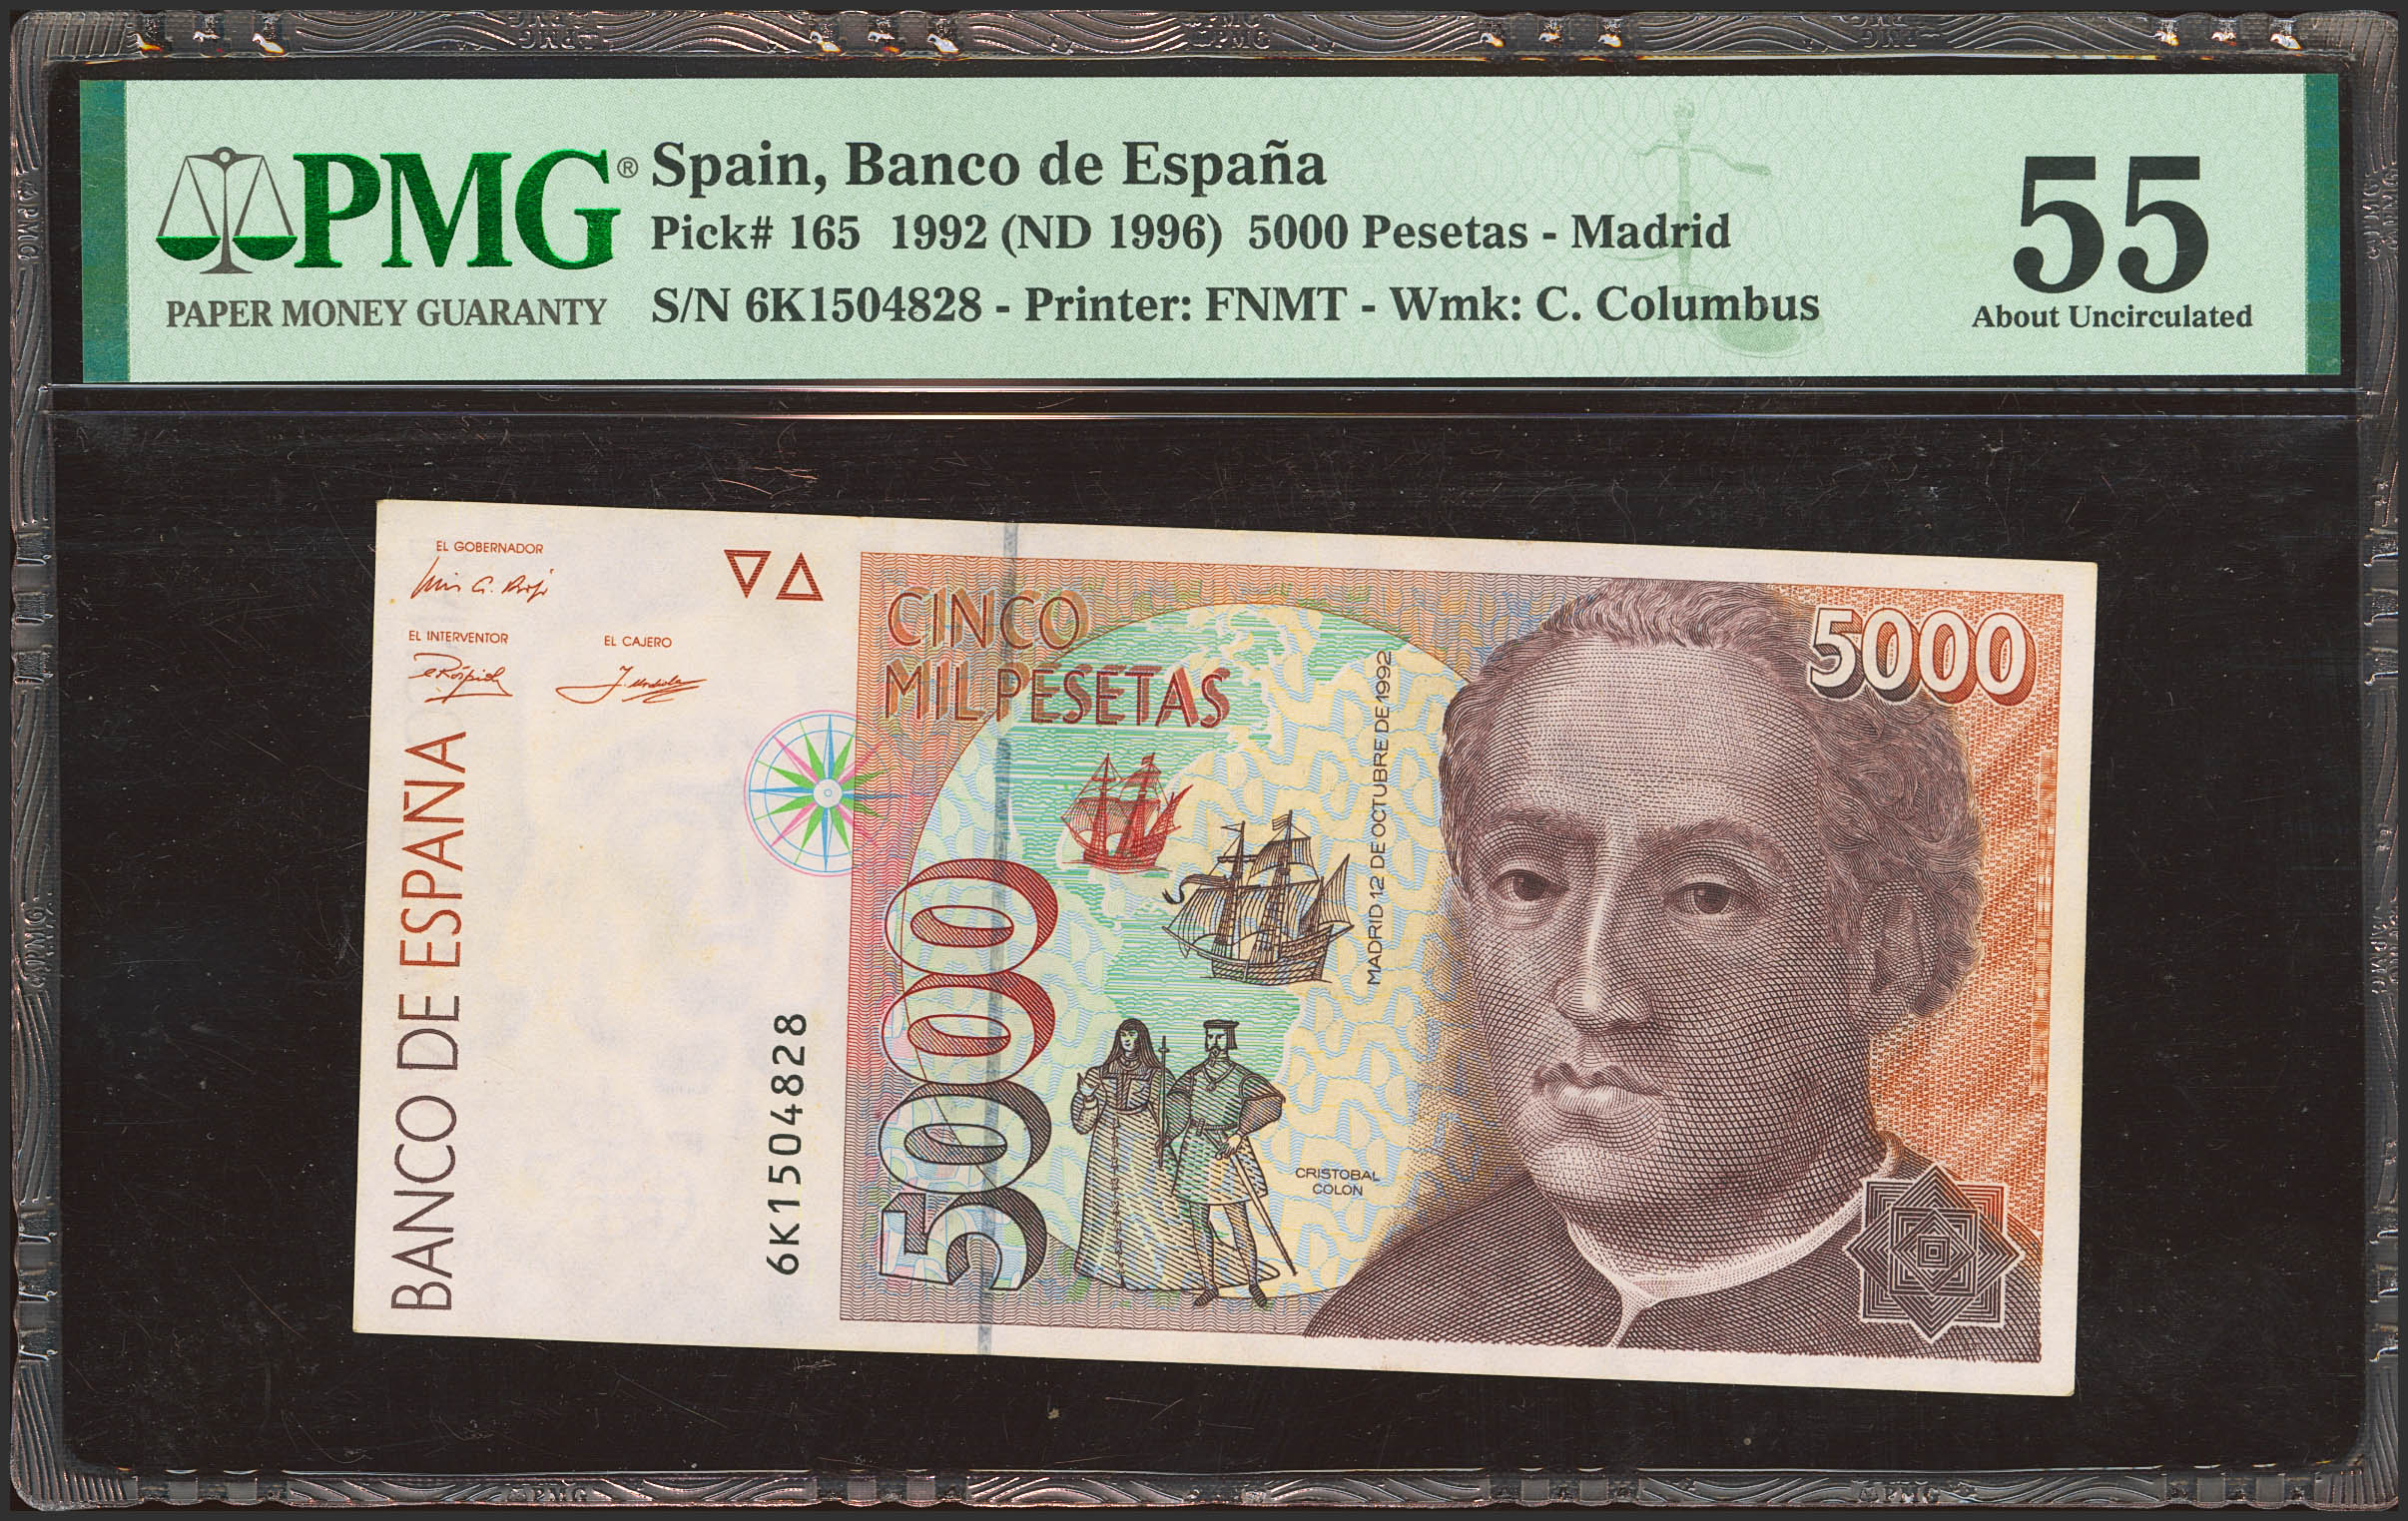 PMG®
PAPER MONEY GUARANTY
Spain, Banco de España
Pick# 165 1992 (ND 1996) 5000 Pesetas - Madrid
S/N 6K1504828 - Printer: FNMT - Wmk: C. Columbus
55
About Uncirculated
EL GOBERNADOR
EL INTERVENTOR
EL CAJERO
BANCO DE ESPAÑA
6K1504828
CINCO
MIL PESETAS
5000
5000
MADRID 12 DE OCTUBRE DE 1992
CRISTOBAL
COLON